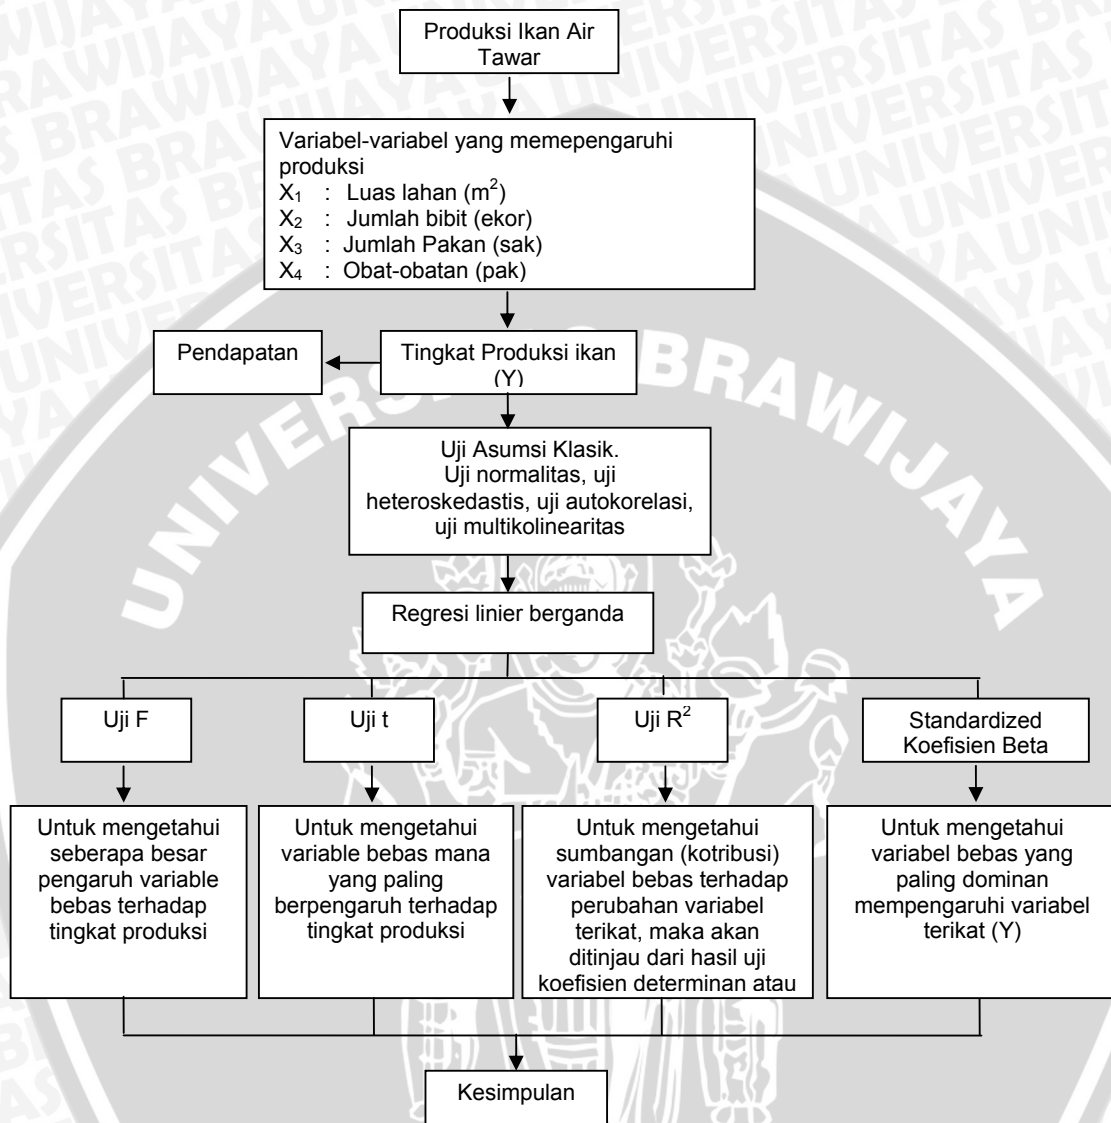 Produksi Ikan Air
Tawar
Variabel-variabel yang memepengaruhi
produksi
X₁ : Luas lahan (m²)
X₂ : Jumlah bibit (ekor)
X₃ : Jumlah Pakan (sak)
X₄ : Obat-obatan (pak)
Pendapatan
Tingkat Produksi ikan
(Y)
Uji Asumsi Klasik.
Uji normalitas, uji
heteroskedastis, uji autokorelasi,
uji multikolinearitas
Regresi linier berganda
Uji F
Uji t
Uji R²
Standardized
Koefisien Beta
Untuk mengetahui
seberapa besar
pengaruh variable
bebas terhadap
tingkat produksi
Untuk mengetahui
variable bebas mana
yang paling
berpengaruh terhadap
tingkat produksi
Untuk mengetahui
sumbangan (kotribusi)
variabel bebas terhadap
perubahan variabel
terikat, maka akan
ditinjau dari hasil uji
koefisien determinan atau
Untuk mengetahui
variabel bebas yang
paling dominan
mempengaruhi variabel
terikat (Y)
Kesimpulan